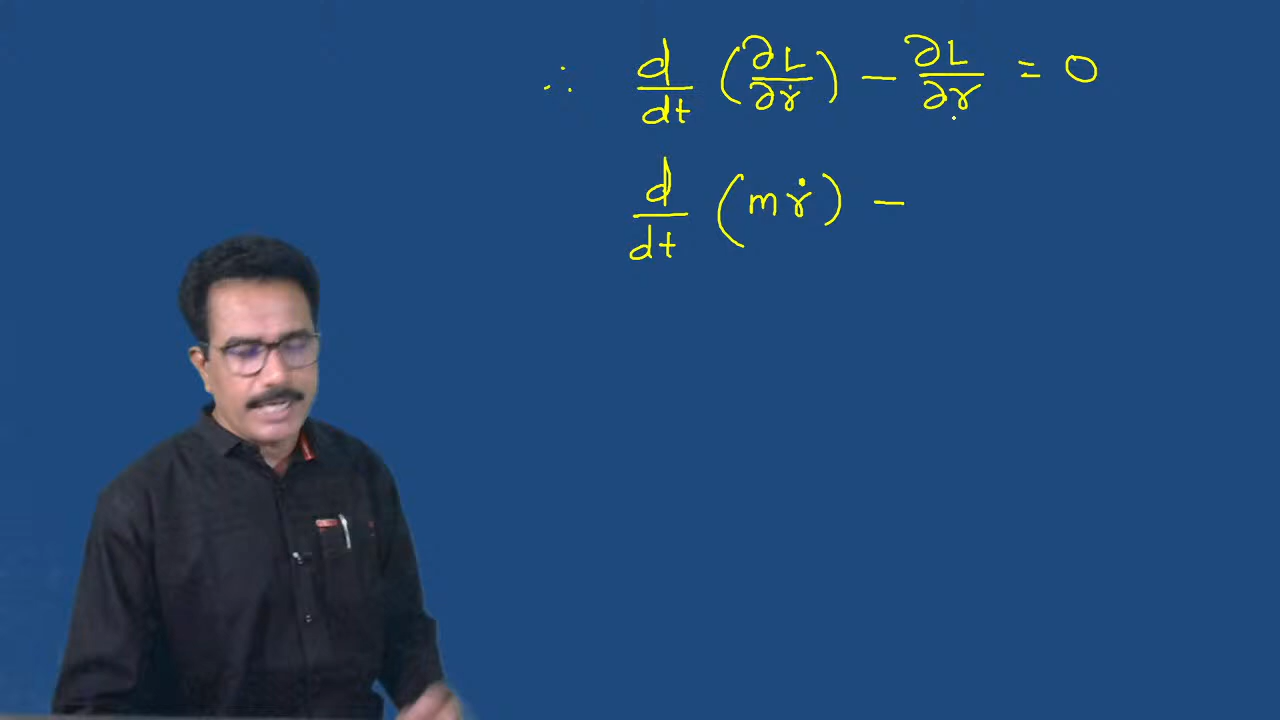 ∴ d/dt (∂L/∂ṙ) − ∂L/∂r = 0
d/dt (mṙ) −